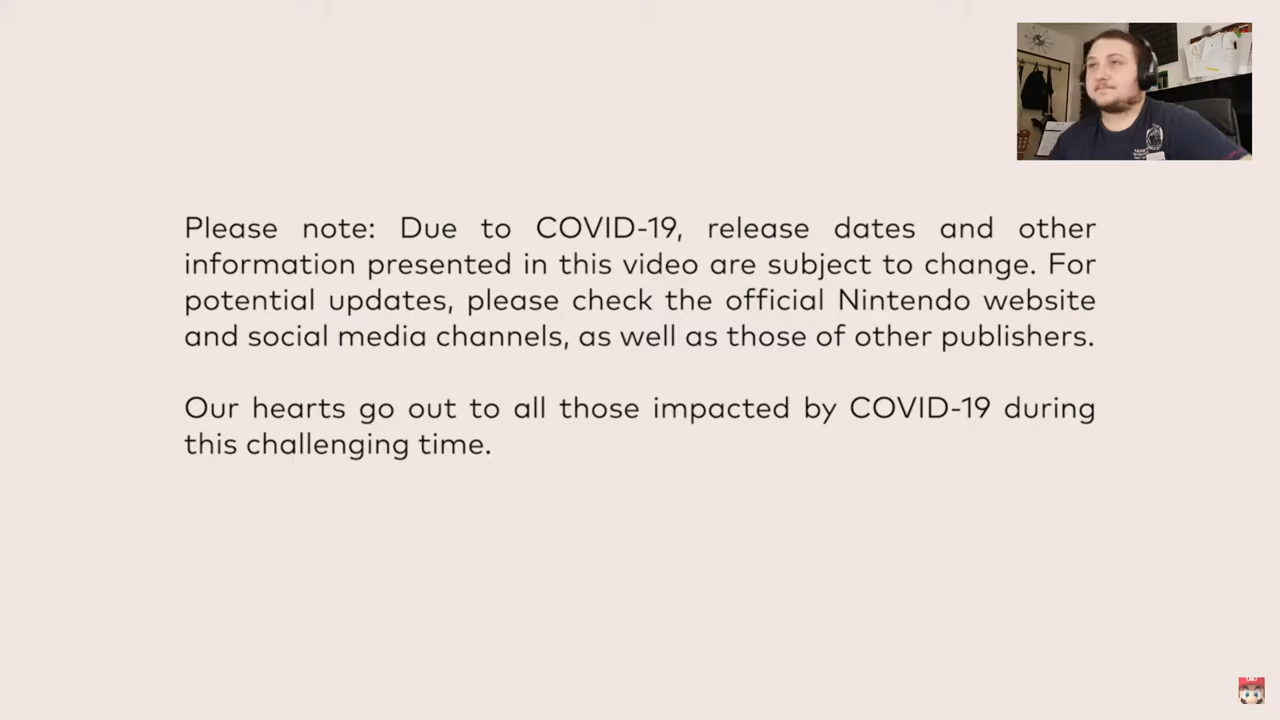 Please note: Due to COVID-19, release dates and other
information presented in this video are subject to change. For
potential updates, please check the official Nintendo website
and social media channels, as well as those of other publishers.
Our hearts go out to all those impacted by COVID-19 during
this challenging time.